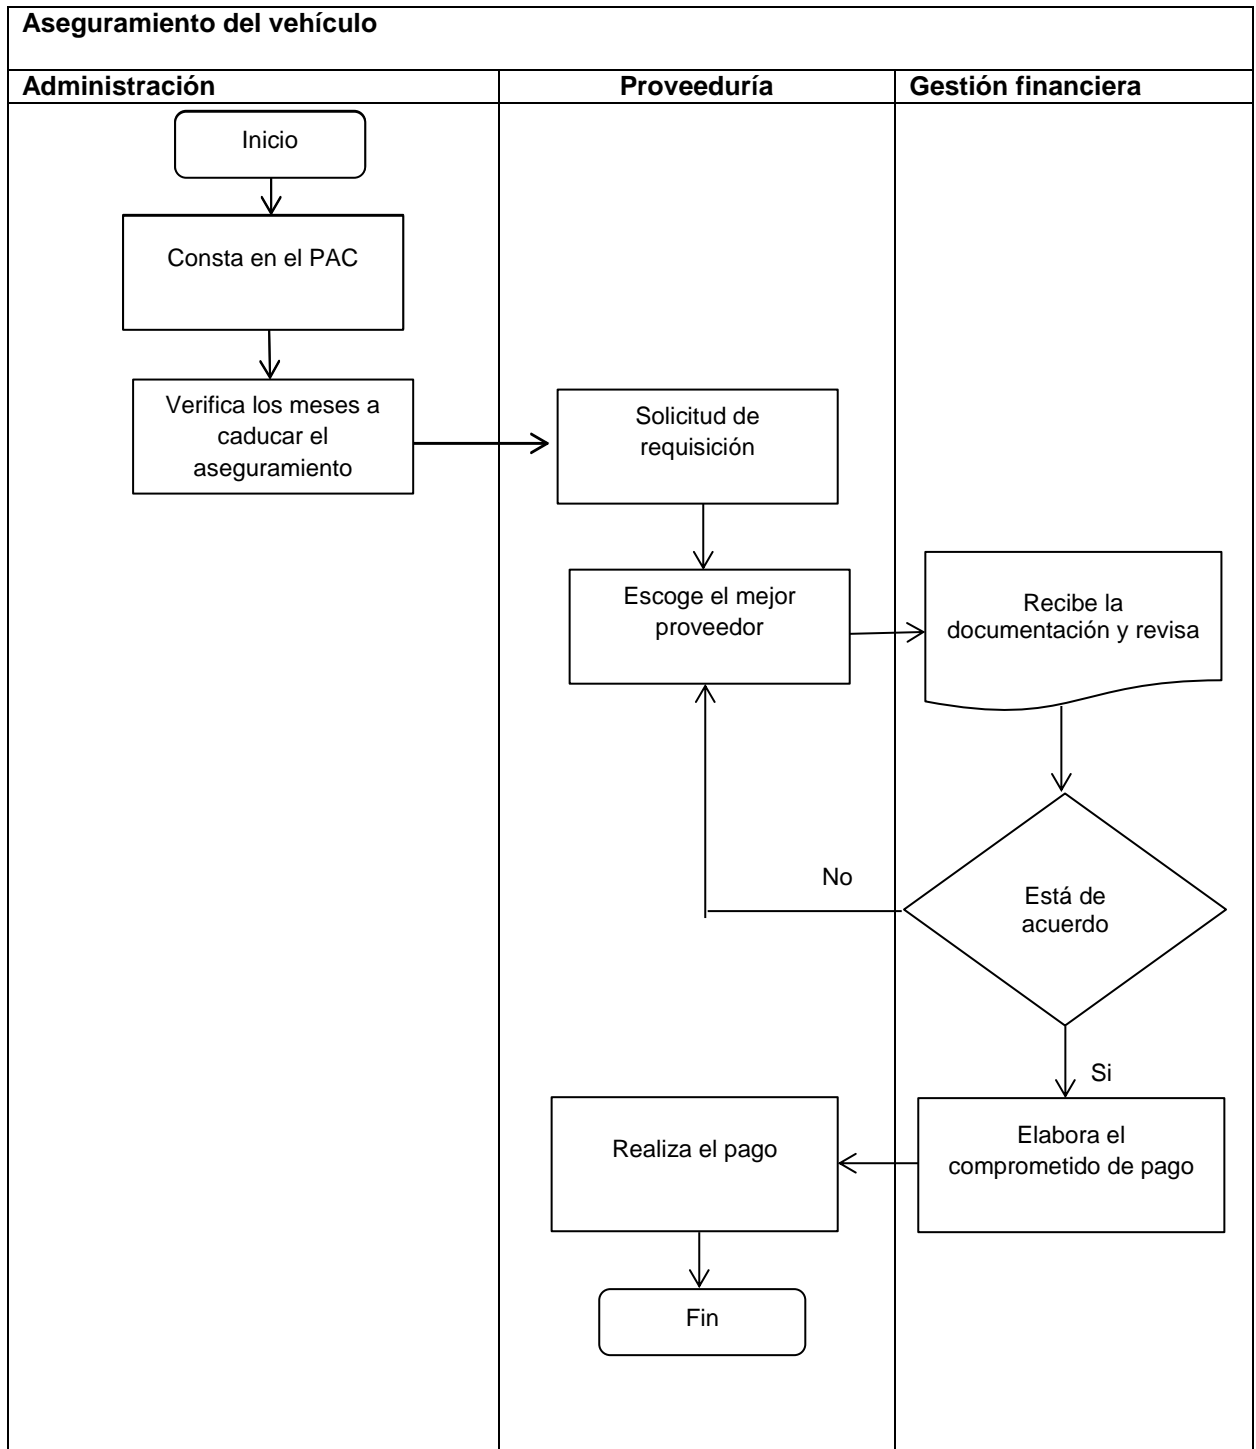 Aseguramiento del vehículo
Administración
Proveeduría
Gestión financiera
Inicio
Consta en el PAC
Verifica los meses a
caducar el
aseguramiento
Solicitud de
requisición
Escoge el mejor
proveedor
Recibe la
documentación y revisa
No
Está de
acuerdo
Si
Realiza el pago
Elabora el
comprometido de pago
Fin